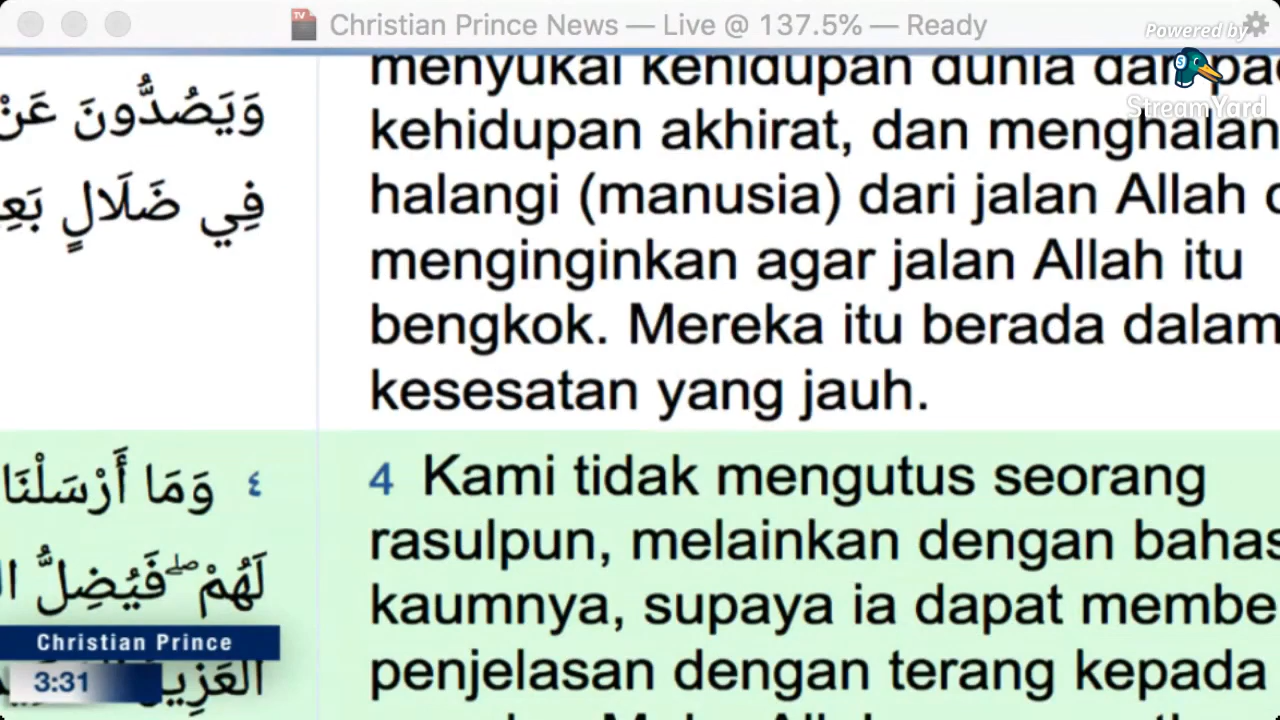 Christian Prince News — Live @ 137.5% — Ready
Powered by
StreamYard
وَيَصُدُّونَ عَنْ
فِي ضَلَالٍ
٤ وَمَا أَرْسَلْنَا
لَهُمْ ۖ فَيُضِلُّ
menyukai kehidupan dunia
kehidupan akhirat, dan menghalan
halangi (manusia) dari jalan Allah
menginginkan agar jalan Allah itu
bengkok. Mereka itu berada dalam
kesesatan yang jauh.
4 Kami tidak mengutus seorang
rasulpun, melainkan dengan bahas
kaumnya, supaya ia dapat membe
penjelasan dengan terang kepada
Christian Prince
3:31